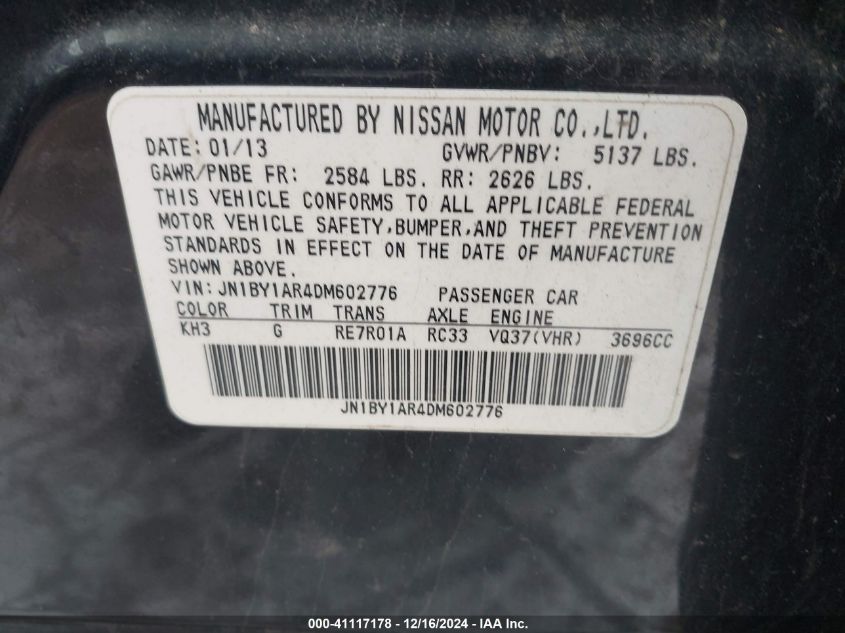 MANUFACTURED BY NISSAN MOTOR CO.,LTD.
DATE: 01/13 GVWR/PNBV: 5137 LBS.
GAWR/PNBE FR: 2584 LBS. RR: 2626 LBS.
THIS VEHICLE CONFORMS TO ALL APPLICABLE FEDERAL
MOTOR VEHICLE SAFETY,BUMPER,AND THEFT PREVENTION
STANDARDS IN EFFECT ON THE DATE OF MANUFACTURE
SHOWN ABOVE.
VIN: JN1BY1AR4DM602776 PASSENGER CAR
COLOR TRIM TRANS AXLE ENGINE
KH3 G RE7R01A RC33 VQ37(VHR) 3696CC
JN1BY1AR4DM602776
000-41117178 - 12/16/2024 - IAA Inc.